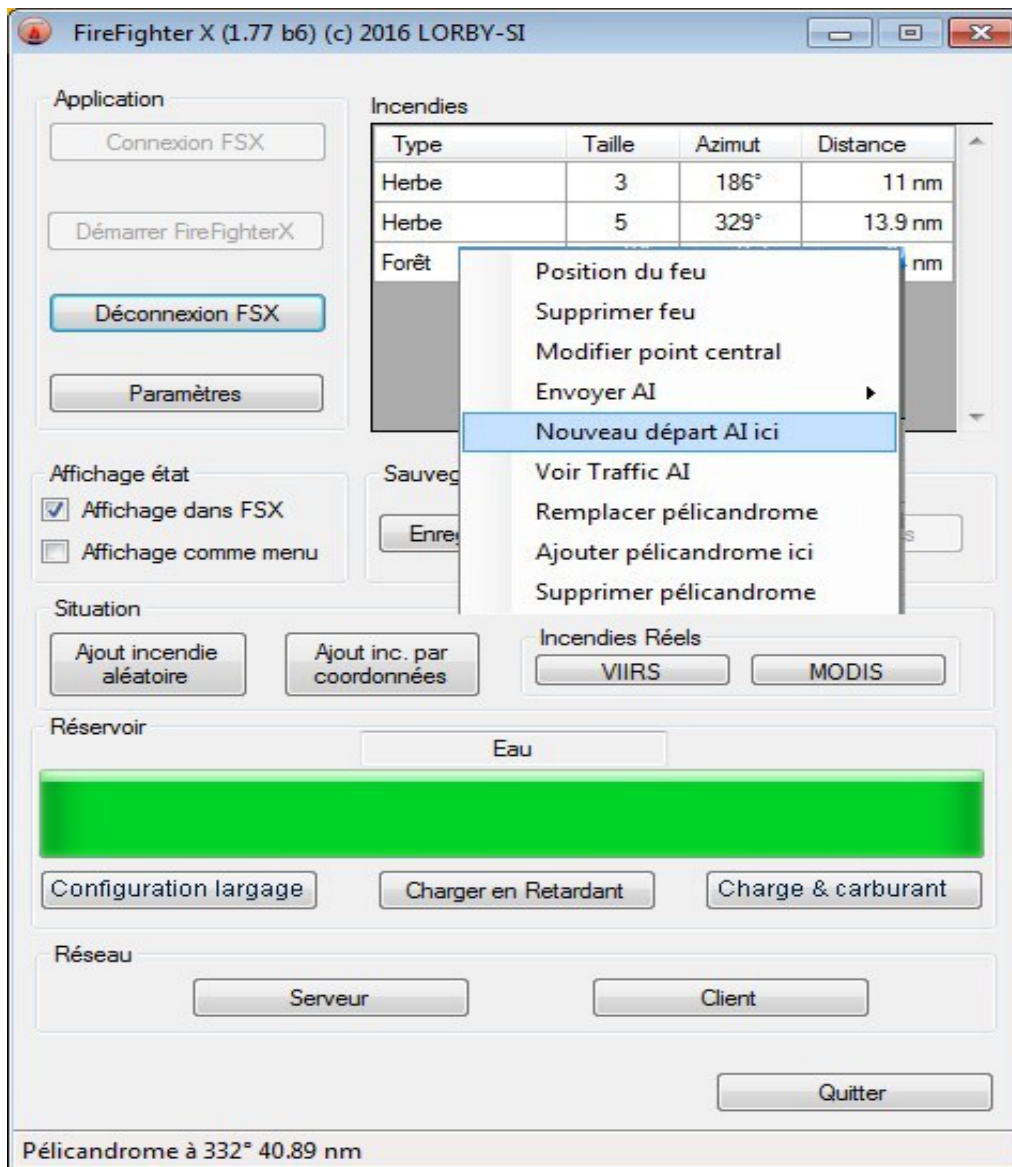 FireFighter X (1.77 b6) (c) 2016 LORBY-SI
Application
Connexion FSX
Démarrer FireFighterX
Déconnexion FSX
Paramètres
Incendies
Type Taille Azimut Distance
Herbe 3 186° 11 nm
Herbe 5 329° 13.9 nm
Forêt nm
Position du feu
Supprimer feu
Modifier point central
Envoyer AI
Nouveau départ AI ici
Voir Traffic AI
Remplacer pélicandrome
Ajouter pélicandrome ici
Supprimer pélicandrome
Affichage état
Affichage dans FSX
Affichage comme menu
Situation
Ajout incendie
aléatoire
Ajout inc. par
coordonnées
Incendies Réels
VIIRS MODIS
Réservoir
Eau
Configuration largage Charger en Retardant Charge & carburant
Réseau
Serveur Client
Quitter
Pélicandrome à 332° 40.89 nm